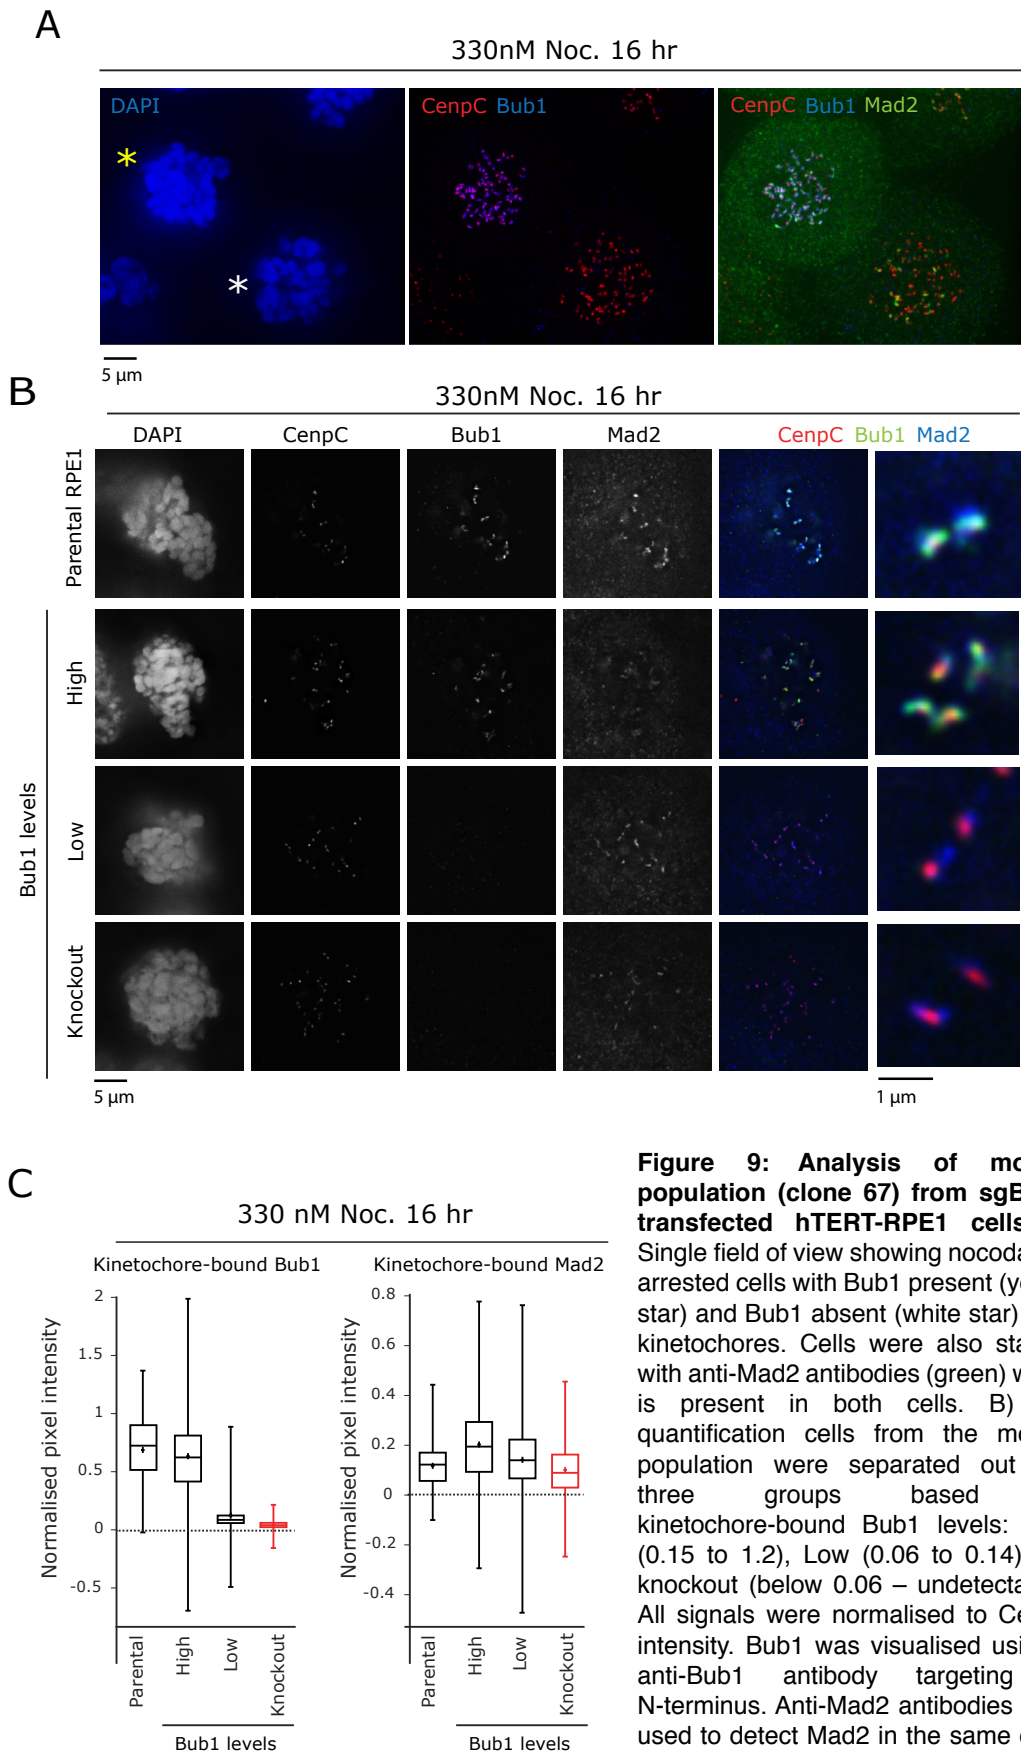 A
330nM Noc. 16 hr
DAPI
CenpC Bub1
CenpC Bub1 Mad2
*
*
5 µm
B
330nM Noc. 16 hr
DAPI
CenpC
Bub1
Mad2
CenpC Bub1 Mad2
Parental RPE1
High
Low
Knockout
Bub1 levels
5 µm
1 µm
C
330 nM Noc. 16 hr
Kinetochore-bound Bub1
Normalised pixel intensity
2
1.5
1
0.5
0
-0.5
Parental
High
Low
Knockout
Bub1 levels
Kinetochore-bound Mad2
Normalised pixel intensity
0.8
0.6
0.4
0.2
0
-0.2
-0.4
Parental
High
Low
Knockout
Bub1 levels
Figure 9: Analysis of mo
population (clone 67) from sgB
transfected hTERT-RPE1 cells
Single field of view showing nocoda
arrested cells with Bub1 present (ye
star) and Bub1 absent (white star)
kinetochores. Cells were also sta
with anti-Mad2 antibodies (green) w
is present in both cells. B)
quantification cells from the mo
population were separated out
three groups based
kinetochore-bound Bub1 levels:
(0.15 to 1.2), Low (0.06 to 0.14)
knockout (below 0.06 – undetecta
All signals were normalised to Ce
intensity. Bub1 was visualised usi
anti-Bub1 antibody targeting
N-terminus. Anti-Mad2 antibodies
used to detect Mad2 in the same